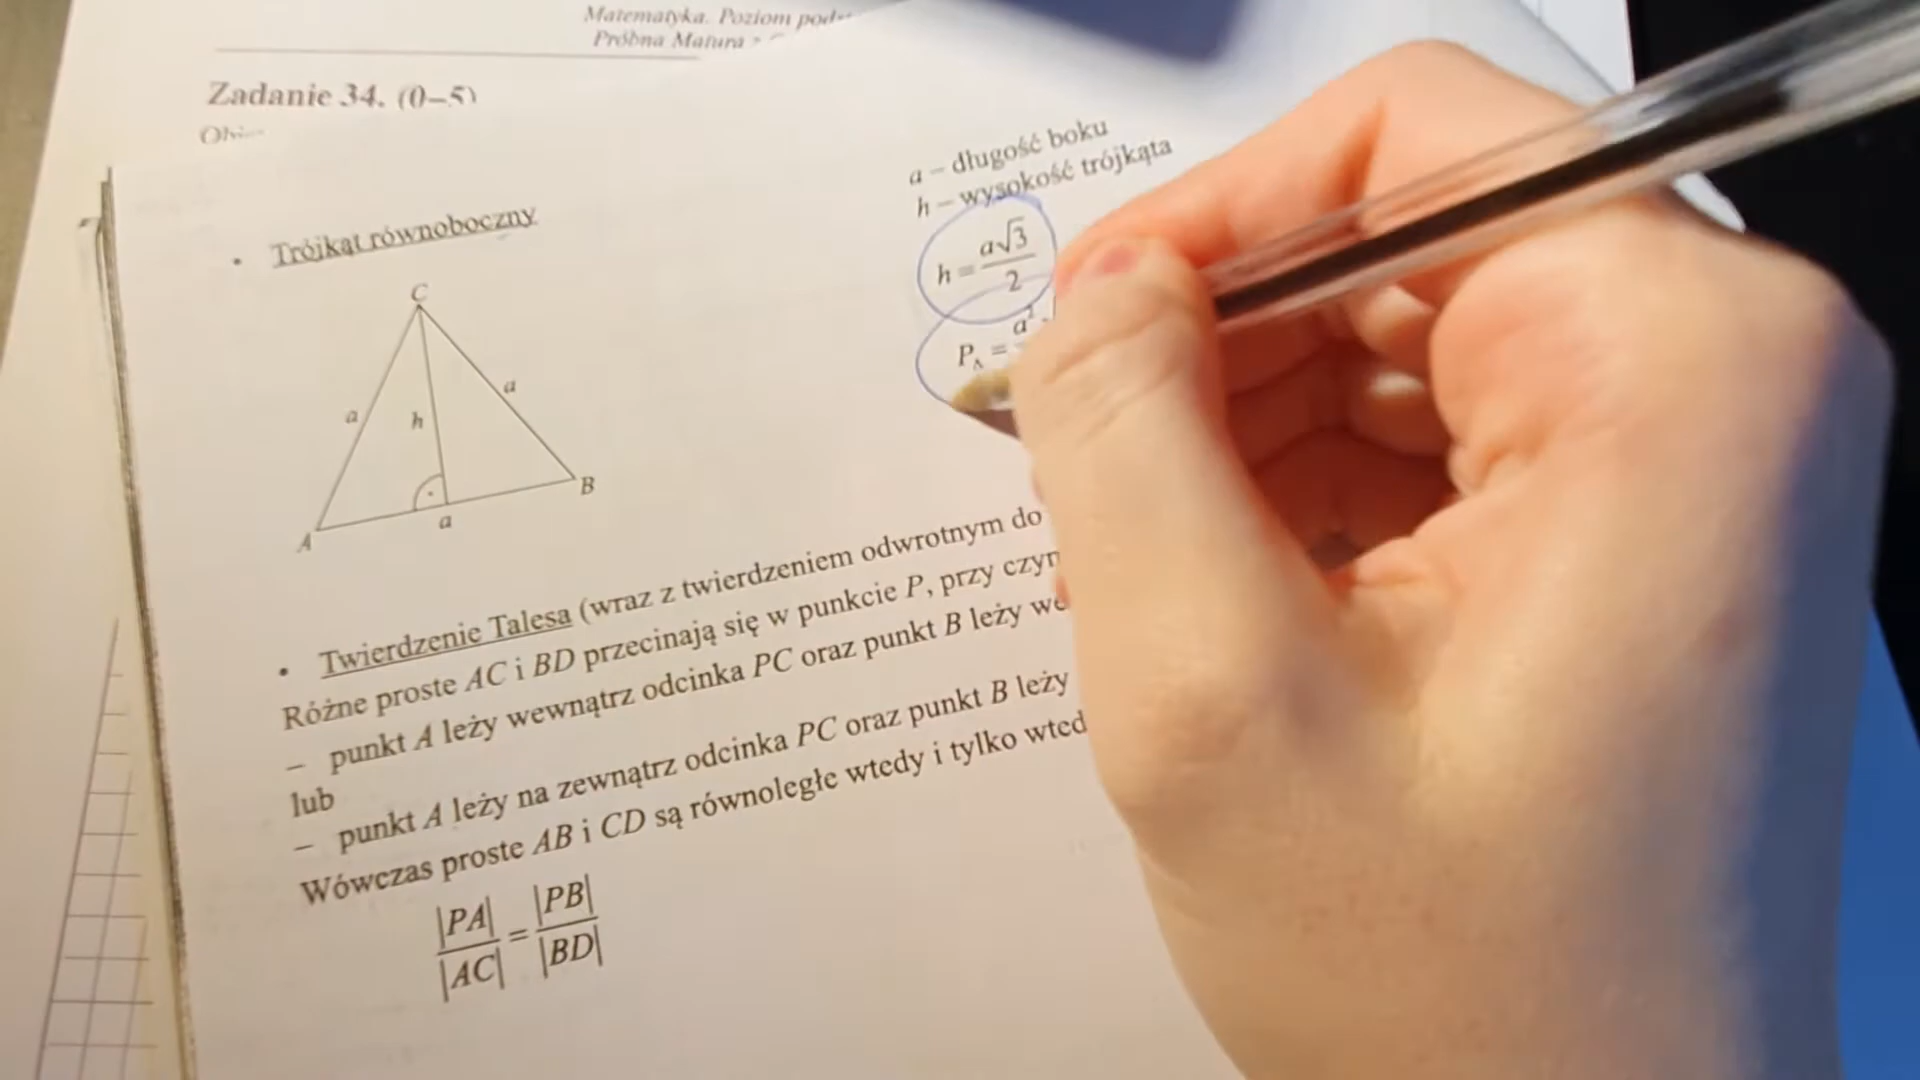 Matematyka. Poziom
Próbna Matura
Zadanie 34. (0–5)
a – długość boku
h – wysokość trójkąta
• Trójkąt równoboczny
h = a√3 / 2
P△ = a²
C
a
h
a
A
a
B
• Twierdzenie Talesa (wraz z twierdzeniem odwrotnym do
Różne proste AC i BD przecinają się w punkcie P, przy
– punkt A leży wewnątrz odcinka PC oraz punkt B leży
lub
– punkt A leży na zewnątrz odcinka PC oraz punkt B leży
Wówczas proste AB i CD są równoległe wtedy i tylko
|PA| / |AC| = |PB| / |BD|